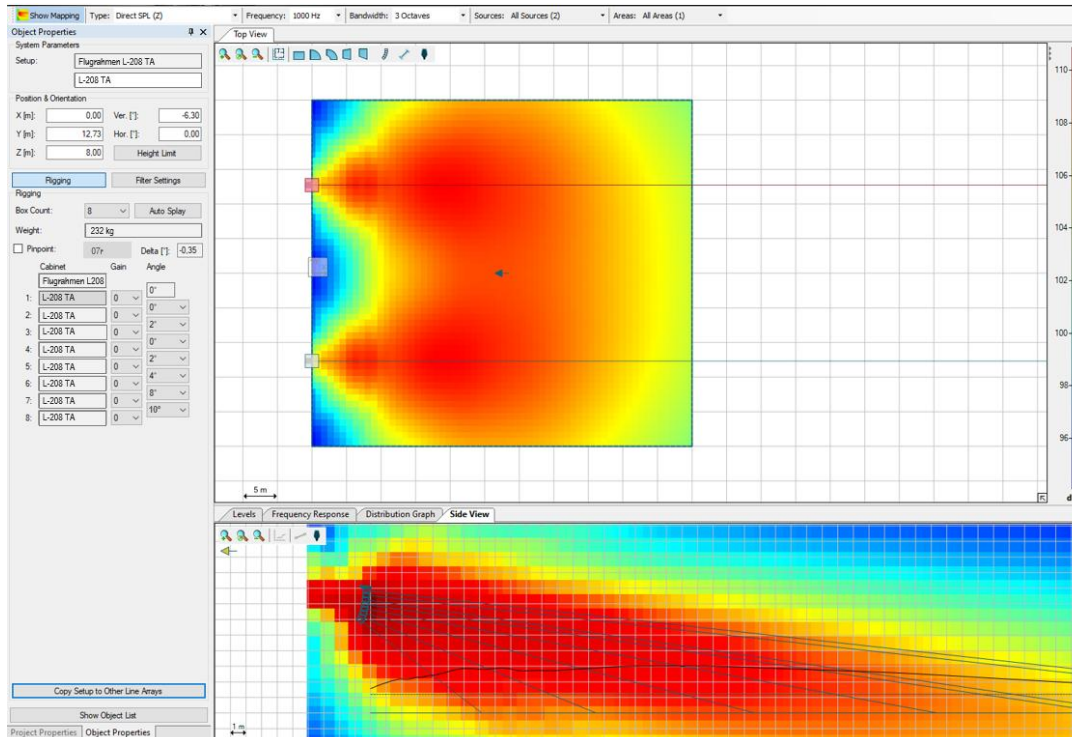 Show Mapping Type: Direct SPL (Z) Frequency: 1000 Hz Bandwidth: 3 Octaves Sources: All Sources (2) Areas: All Areas (1)
Object Properties
System Parameters
Setup: Flugrahmen L-208 TA
L-208 TA
Position & Orientation
X [m]: 0.00 Ver. [°]: -6.30
Y [m]: 12,73 Hor. [°]: 0,00
Z [m]: 8,00 Height Limit
Rigging Filter Settings
Rigging
Box Count: 8 Auto Splay
Weight: 232 kg
Pinpoint: 07r Delta [°]: -0,35
Cabinet Gain Angle
Flugrahmen L208
0°
1: L-208 TA 0
0°
2: L-208 TA 0
2°
3: L-208 TA 0
0°
4: L-208 TA 0
2°
5: L-208 TA 0
4°
6: L-208 TA 0
8°
7: L-208 TA 0
10°
8: L-208 TA 0
Copy Setup to Other Line Arrays
Show Object List
Project Properties Object Properties
Top View
5 m
110
108
106
104
102
100
98
96
d
Levels Frequency Response Distribution Graph Side View
1 m